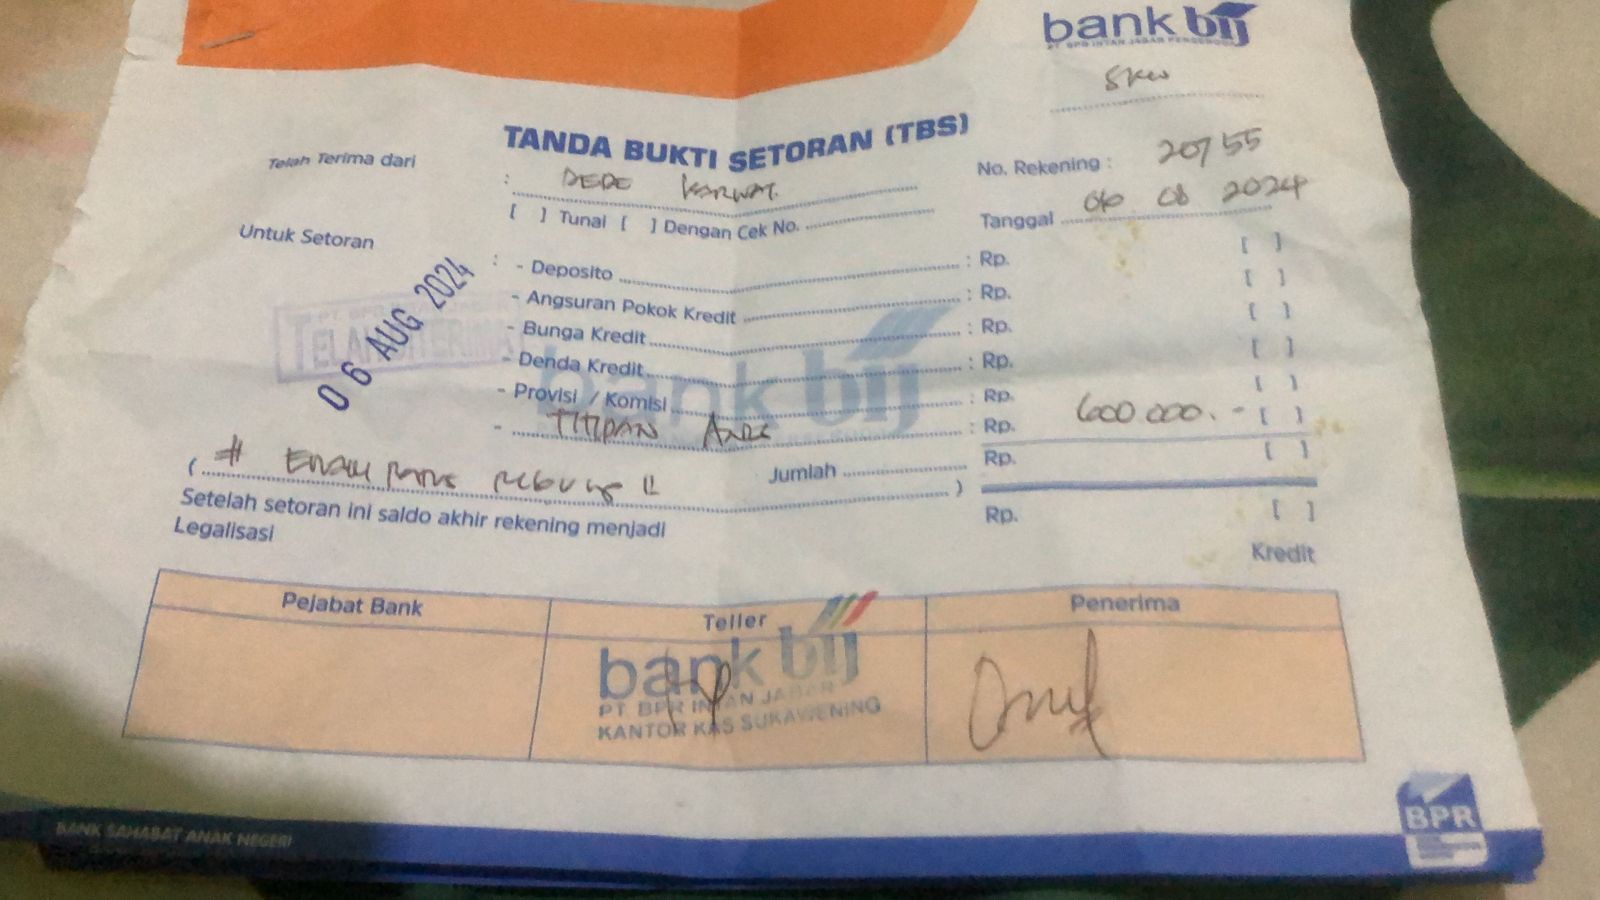 bank bij
PT BPR INTAN JABAR
SKW
TANDA BUKTI SETORAN (TBS)
Telah Terima dari : DEDE KARWAT.
No. Rekening : 20755
[ ] Tunai [ ] Dengan Cek No.
Tanggal 06 08 2024
Untuk Setoran :
- Deposito : Rp. [ ]
- Angsuran Pokok Kredit : Rp. [ ]
- Bunga Kredit : Rp. [ ]
- Denda Kredit : Rp. [ ]
- Provisi / Komisi : Rp. [ ]
- TITIPAN ANGS : Rp. 600.000.- [ ]
TELAH DITERIMA
06 AUG 2024
bank bij
Jumlah Rp. [ ]
( # ENAM RATUS REBU # )
Setelah setoran ini saldo akhir rekening menjadi Rp. [ ]
Legalisasi
Kredit
Pejabat Bank
Teller
Penerima
bank bij
PT BPR INTAN JABAR
KANTOR KAS SUKAWENING
BANK SAHABAT ANAK NEGERI
BPR